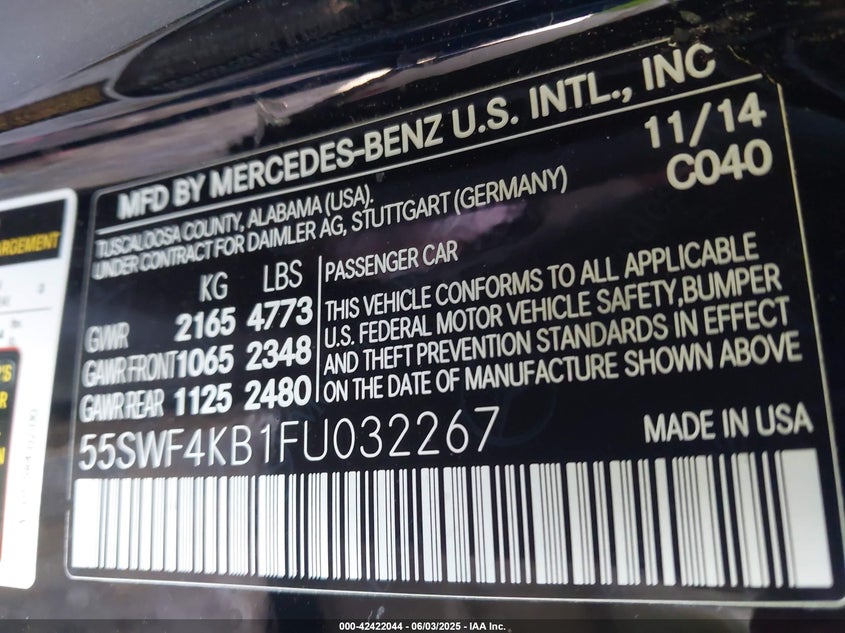 MFD BY MERCEDES-BENZ U.S. INTL., INC
11/14
C040
TUSCALOOSA COUNTY, ALABAMA (USA).
UNDER CONTRACT FOR DAIMLER AG, STUTTGART (GERMANY)
KG LBS
GVWR 2165 4773
GAWR FRONT 1065 2348
GAWR REAR 1125 2480
PASSENGER CAR
THIS VEHICLE CONFORMS TO ALL APPLICABLE
U.S. FEDERAL MOTOR VEHICLE SAFETY,BUMPER
AND THEFT PREVENTION STANDARDS IN EFFECT
ON THE DATE OF MANUFACTURE SHOWN ABOVE
55SWF4KB1FU032267
MADE IN USA
000-42422044 | 06/03/2025 - IAA Inc.